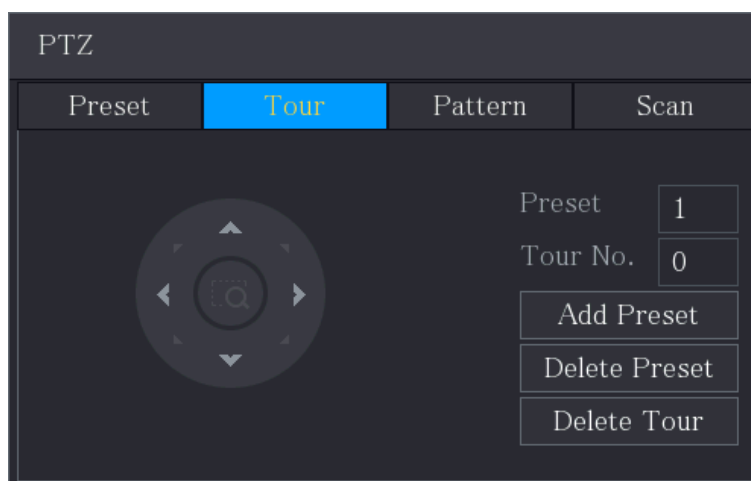 PTZ
Preset Tour Pattern Scan
Preset 1
Tour No. 0
Add Preset
Delete Preset
Delete Tour